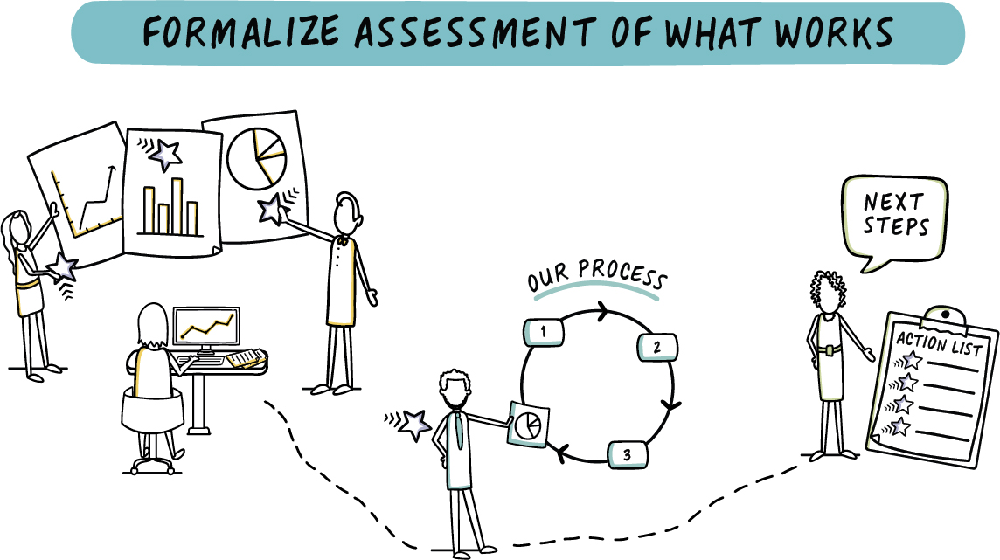 FORMALIZE ASSESSMENT OF WHAT WORKS
NEXT
STEPS
OUR PROCESS
1
2
3
ACTION LIST